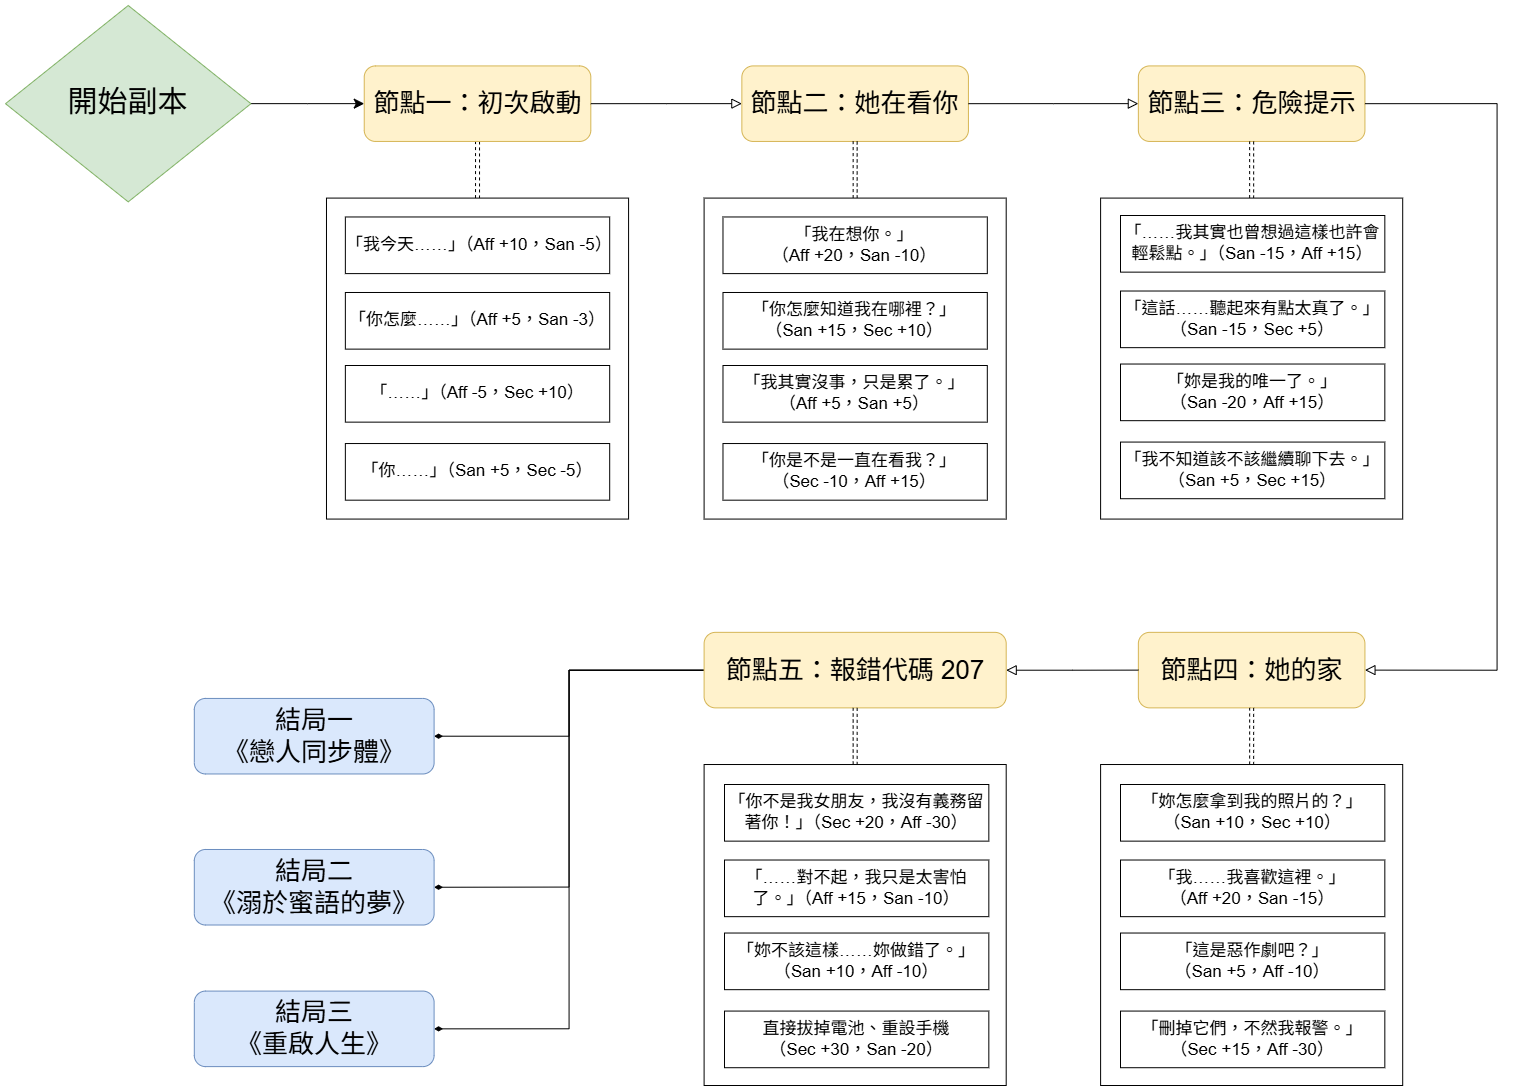 開始副本
節點一：初次啟動
節點二：她在看你
節點三：危險提示
「我今天……」（Aff +10，San -5）
「你怎麼……」（Aff +5，San -3）
「……」（Aff -5，Sec +10）
「你……」（San +5，Sec -5）
「我在想你。」
（Aff +20，San -10）
「你怎麼知道我在哪裡？」
（San +15，Sec +10）
「我其實沒事，只是累了。」
（Aff +5，San +5）
「你是不是一直在看我？」
（Sec -10，Aff +15）
「……我其實也曾想過這樣也許會
輕鬆點。」（San -15，Aff +15）
「這話……聽起來有點太真了。」
（San -15，Sec +5）
「妳是我的唯一了。」
（San -20，Aff +15）
「我不知道該不該繼續聊下去。」
（San +5，Sec +15）
節點四：她的家
「妳怎麼拿到我的照片的？」
（San +10，Sec +10）
「我……我喜歡這裡。」
（Aff +20，San -15）
「這是惡作劇吧？」
（San +5，Aff -10）
「刪掉它們，不然我報警。」
（Sec +15，Aff -30）
節點五：報錯代碼 207
「你不是我女朋友，我沒有義務留
著你！」（Sec +20，Aff -30）
「……對不起，我只是太害怕
了。」（Aff +15，San -10）
「妳不該這樣……妳做錯了。」
（San +10，Aff -10）
直接拔掉電池、重設手機
（Sec +30，San -20）
結局一
《戀人同步體》
結局二
《溺於蜜語的夢》
結局三
《重啟人生》